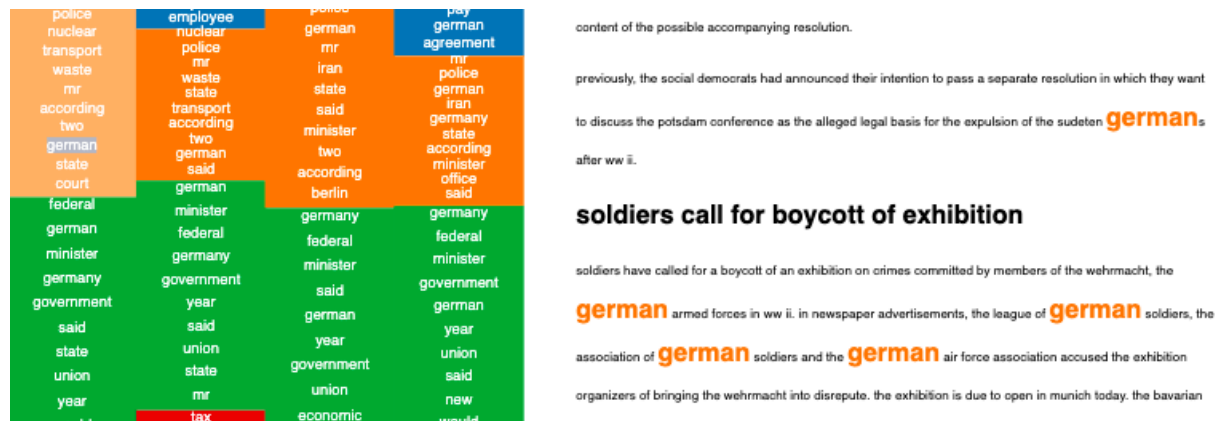 police
nuclear
transport
waste
mr
according
two
german
state
court
federal
german
minister
germany
government
said
state
union
year
employee
nuclear
police
mr
waste
state
transport
according
two
german
said
german
minister
federal
germany
government
year
said
union
state
mr
tax
police
german
mr
iran
state
said
minister
two
according
berlin
germany
federal
minister
said
german
year
government
union
economic
pay
german
agreement
mr
police
german
iran
germany
state
according
minister
office
said
germany
federal
minister
government
german
year
union
said
new
would
content of the possible accompanying resolution.
previously, the social democrats had announced their intention to pass a separate resolution in which they want
to discuss the potsdam conference as the alleged legal basis for the expulsion of the sudeten germans
after ww ii.
soldiers call for boycott of exhibition
soldiers have called for a boycott of an exhibition on crimes committed by members of the wehrmacht, the
german armed forces in ww ii. in newspaper advertisements, the league of german soldiers, the
association of german soldiers and the german air force association accused the exhibition
organizers of bringing the wehrmacht into disrepute. the exhibition is due to open in munich today. the bavarian